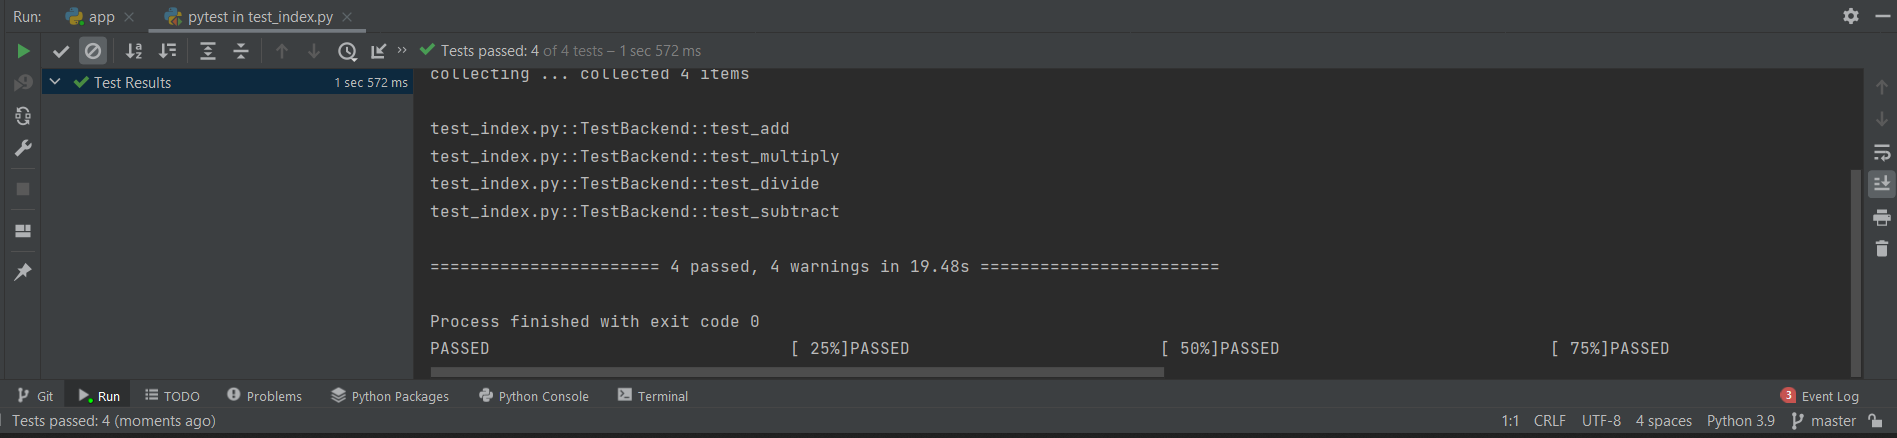 Run: app pytest in test_index.py
Tests passed: 4 of 4 tests – 1 sec 572 ms
Test Results 1 sec 572 ms
collecting ... collected 4 items
test_index.py::TestBackend::test_add
test_index.py::TestBackend::test_multiply
test_index.py::TestBackend::test_divide
test_index.py::TestBackend::test_subtract
======================= 4 passed, 4 warnings in 19.48s ========================
Process finished with exit code 0
PASSED [ 25%]PASSED [ 50%]PASSED [ 75%]PASSED
Git Run TODO Problems Python Packages Python Console Terminal 3 Event Log
Tests passed: 4 (moments ago) 1:1 CRLF UTF-8 4 spaces Python 3.9 master